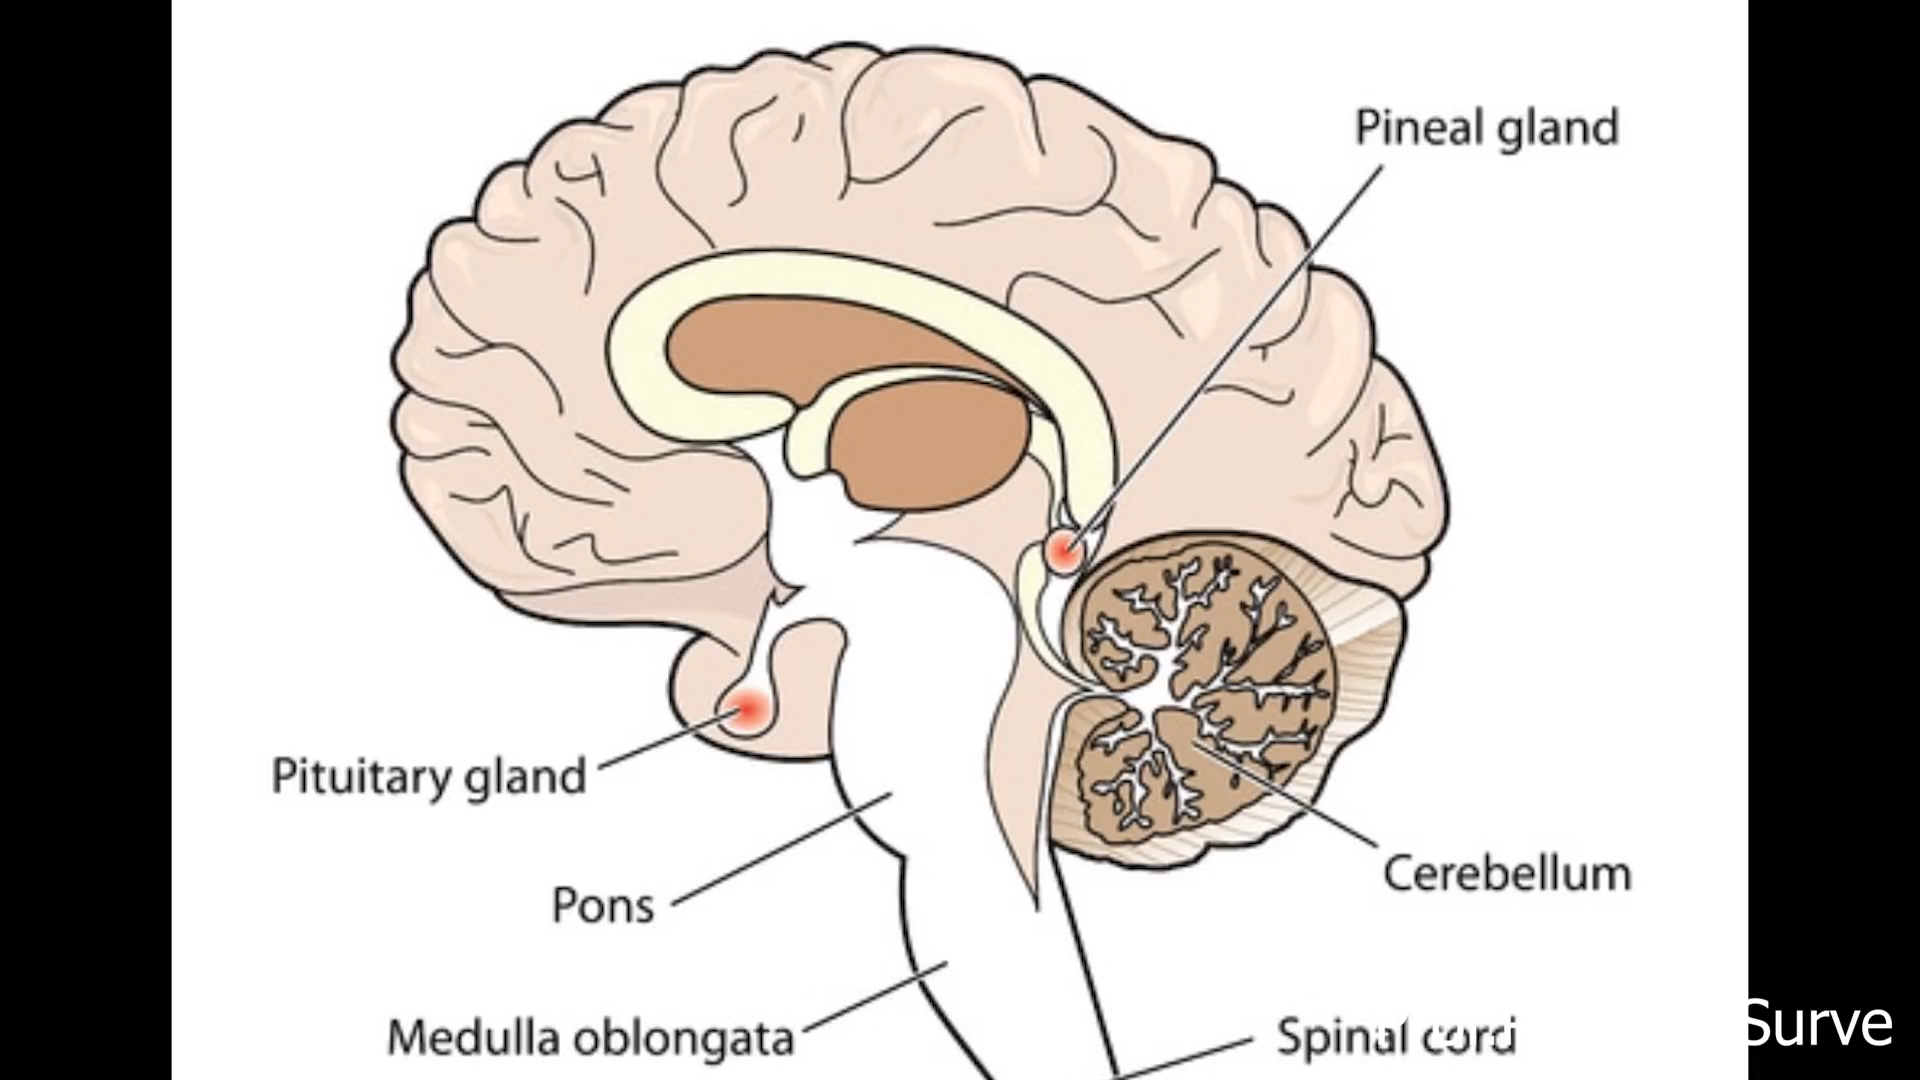 Pineal gland
Pituitary gland
Cerebellum
Pons
Medulla oblongata
Spinal cord
Surve